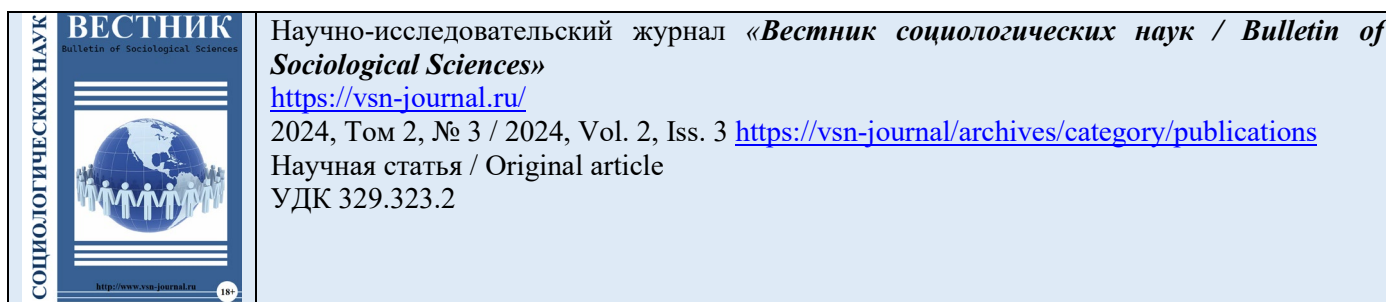 СОЦИОЛОГИЧЕСКИХ НАУК
ВЕСТНИК
Bulletin of Sociological Sciences
http://www.vsn-journal.ru
18+
Научно-исследовательский журнал «Вестник социологических наук / Bulletin of
Sociological Sciences»
https://vsn-journal.ru/
2024, Том 2, № 3 / 2024, Vol. 2, Iss. 3 https://vsn-journal/archives/category/publications
Научная статья / Original article
УДК 329.323.2